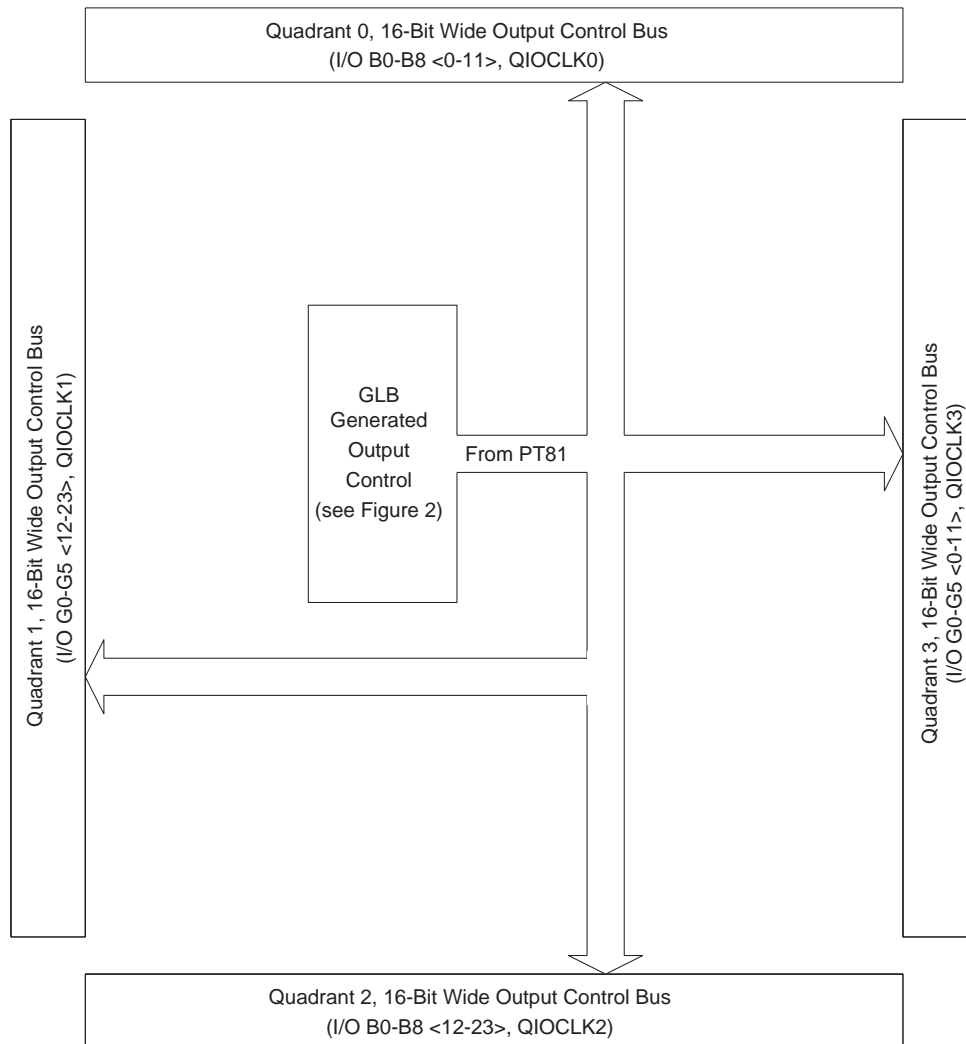 Quadrant 0, 16-Bit Wide Output Control Bus
(I/O B0-B8 <0-11>, QIOCLK0)
Quadrant 1, 16-Bit Wide Output Control Bus
(I/O G0-G5 <12-23>, QIOCLK1)
GLB
Generated
Output
Control
(see Figure 2)
From PT81
Quadrant 3, 16-Bit Wide Output Control Bus
(I/O G0-G5 <0-11>, QIOCLK3)
Quadrant 2, 16-Bit Wide Output Control Bus
(I/O B0-B8 <12-23>, QIOCLK2)